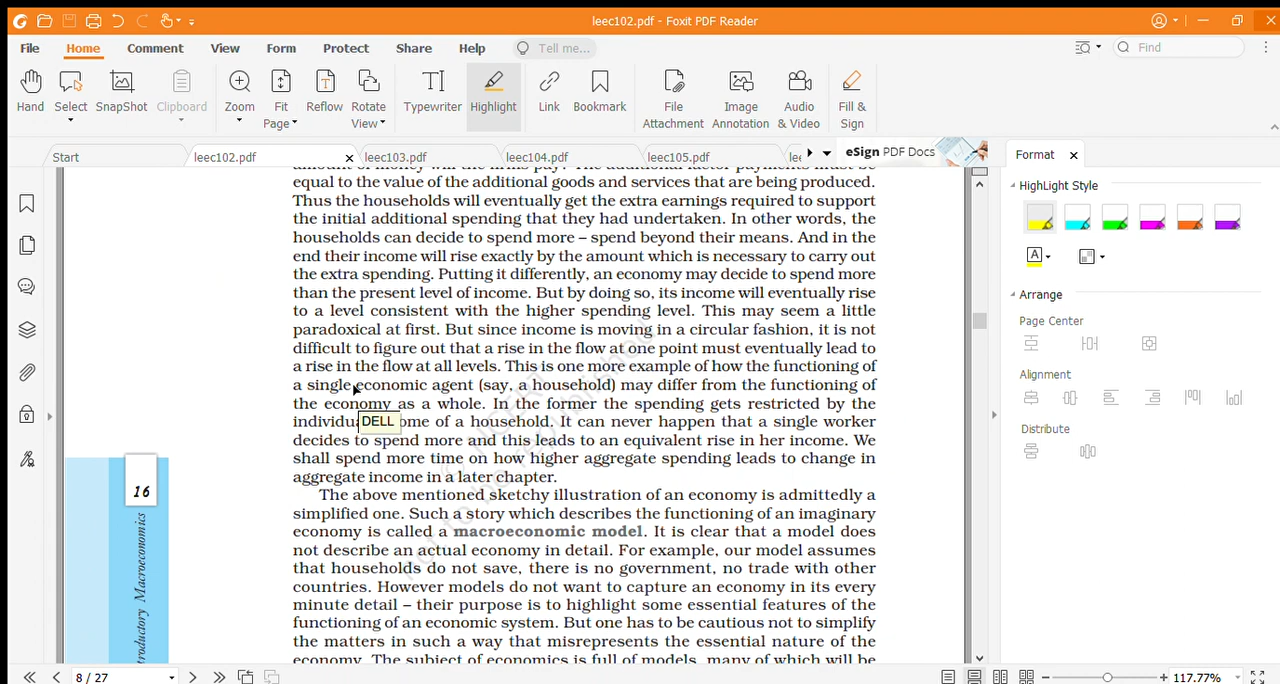 leec102.pdf - Foxit PDF Reader
File Home Comment View Form Protect Share Help Tell me... Find
Hand Select SnapShot Clipboard Zoom Fit Page Reflow Rotate View Typewriter Highlight Link Bookmark File Attachment Image Annotation Audio & Video Fill & Sign
Start leec102.pdf leec103.pdf leec104.pdf leec105.pdf eSign PDF Docs Format
equal to the value of the additional goods and services that are being produced.
Thus the households will eventually get the extra earnings required to support
the initial additional spending that they had undertaken. In other words, the
households can decide to spend more – spend beyond their means. And in the
end their income will rise exactly by the amount which is necessary to carry out
the extra spending. Putting it differently, an economy may decide to spend more
than the present level of income. But by doing so, its income will eventually rise
to a level consistent with the higher spending level. This may seem a little
paradoxical at first. But since income is moving in a circular fashion, it is not
difficult to figure out that a rise in the flow at one point must eventually lead to
a rise in the flow at all levels. This is one more example of how the functioning of
a single economic agent (say, a household) may differ from the functioning of
the economy as a whole. In the former the spending gets restricted by the
individu DELL ome of a household. It can never happen that a single worker
decides to spend more and this leads to an equivalent rise in her income. We
shall spend more time on how higher aggregate spending leads to change in
aggregate income in a later chapter.
The above mentioned sketchy illustration of an economy is admittedly a
simplified one. Such a story which describes the functioning of an imaginary
economy is called a macroeconomic model. It is clear that a model does
not describe an actual economy in detail. For example, our model assumes
that households do not save, there is no government, no trade with other
countries. However models do not want to capture an economy in its every
minute detail – their purpose is to highlight some essential features of the
functioning of an economic system. But one has to be cautious not to simplify
the matters in such a way that misrepresents the essential nature of the
economy. The subject of economics is full of models, many of which will be
16
troductory Macroeconomics
HighLight Style
A
Arrange
Page Center
Alignment
Distribute
8 / 27
117.77%